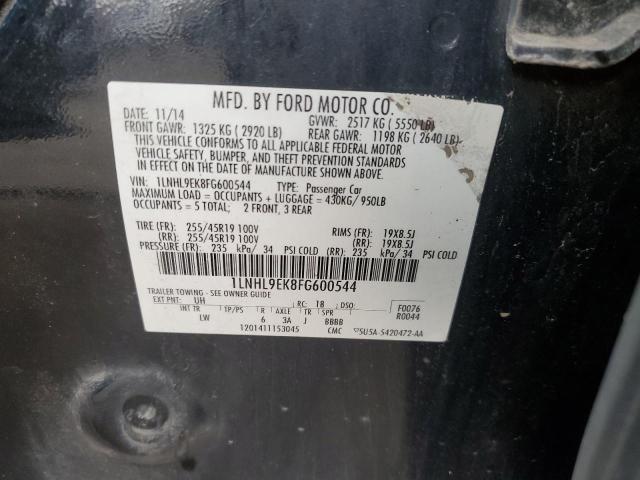 MFD. BY FORD MOTOR CO.
DATE: 11/14 GVWR: 2517 KG ( 5550 LB)
FRONT GAWR: 1325 KG ( 2920 LB) REAR GAWR: 1198 KG ( 2640 LB)
THIS VEHICLE CONFORMS TO ALL APPLICABLE FEDERAL MOTOR
VEHICLE SAFETY, BUMPER, AND THEFT PREVENTION STANDARDS
IN EFFECT ON THE DATE OF MANUFACTURE SHOWN ABOVE.
VIN: 1LNHL9EK8FG600544 TYPE: Passenger Car
MAXIMUM LOAD = OCCUPANTS + LUGGAGE = 430KG/ 950LB
OCCUPANTS = 5 TOTAL; 2 FRONT, 3 REAR
TIRE (FR): 255/45R19 100V RIMS (FR): 19X8.5J
(RR): 255/45R19 100V (RR): 19X8.5J
PRESSURE (FR): 235 kPa/ 34 PSI COLD (RR): 235 kPa/ 34 PSI COLD
1LNHL9EK8FG600544
TRAILER TOWING - SEE OWNER GUIDE
EXT PNT: UH RC: 18 DSO: F0076
R0044
INT TR TP/PS R AXLE TR SPR
LW 6 3A J BBBB
1201411153045 CMC 5U5A-5420472-AA